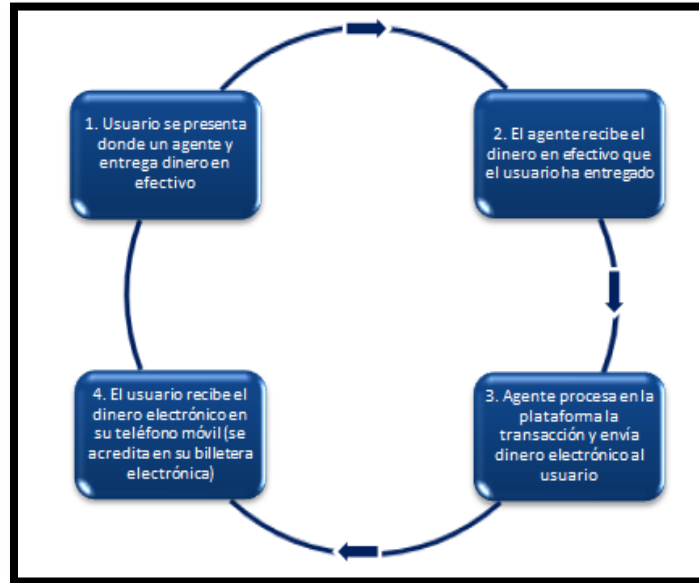 1. Usuario se presenta
donde un agente y
entrega dinero en
efectivo
2. El agente recibe el
dinero en efectivo que
el usuario ha entregado
3. Agente procesa en la
plataforma la
transacción y envía
dinero electrónico al
usuario
4. El usuario recibe el
dinero electrónico en
su teléfono móvil (se
acredita en su billetera
electrónica)